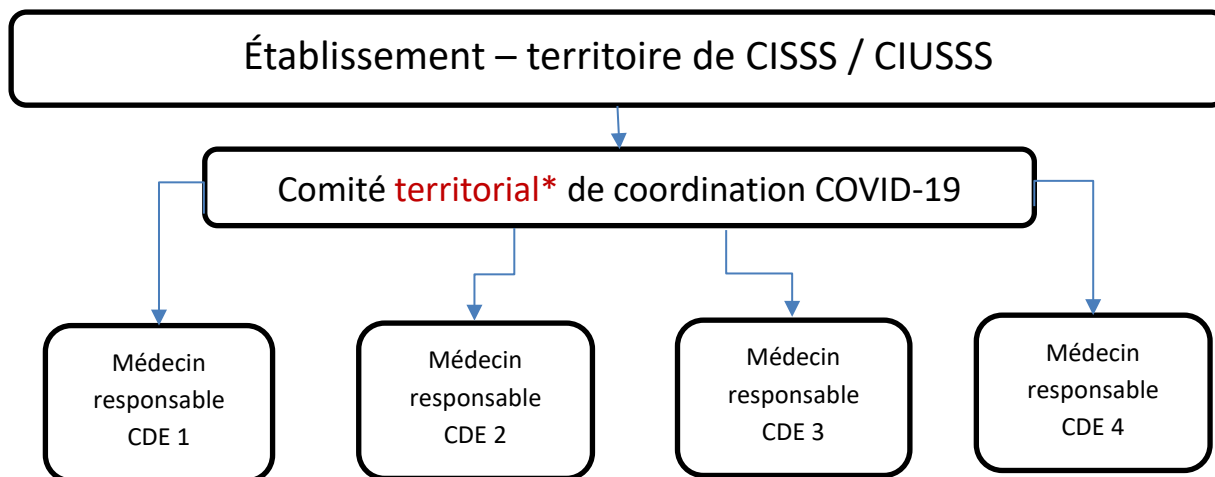 Établissement – territoire de CISSS / CIUSSS
Comité territorial* de coordination COVID-19
Médecin
responsable
CDE 1
Médecin
responsable
CDE 2
Médecin
responsable
CDE 3
Médecin
responsable
CDE 4